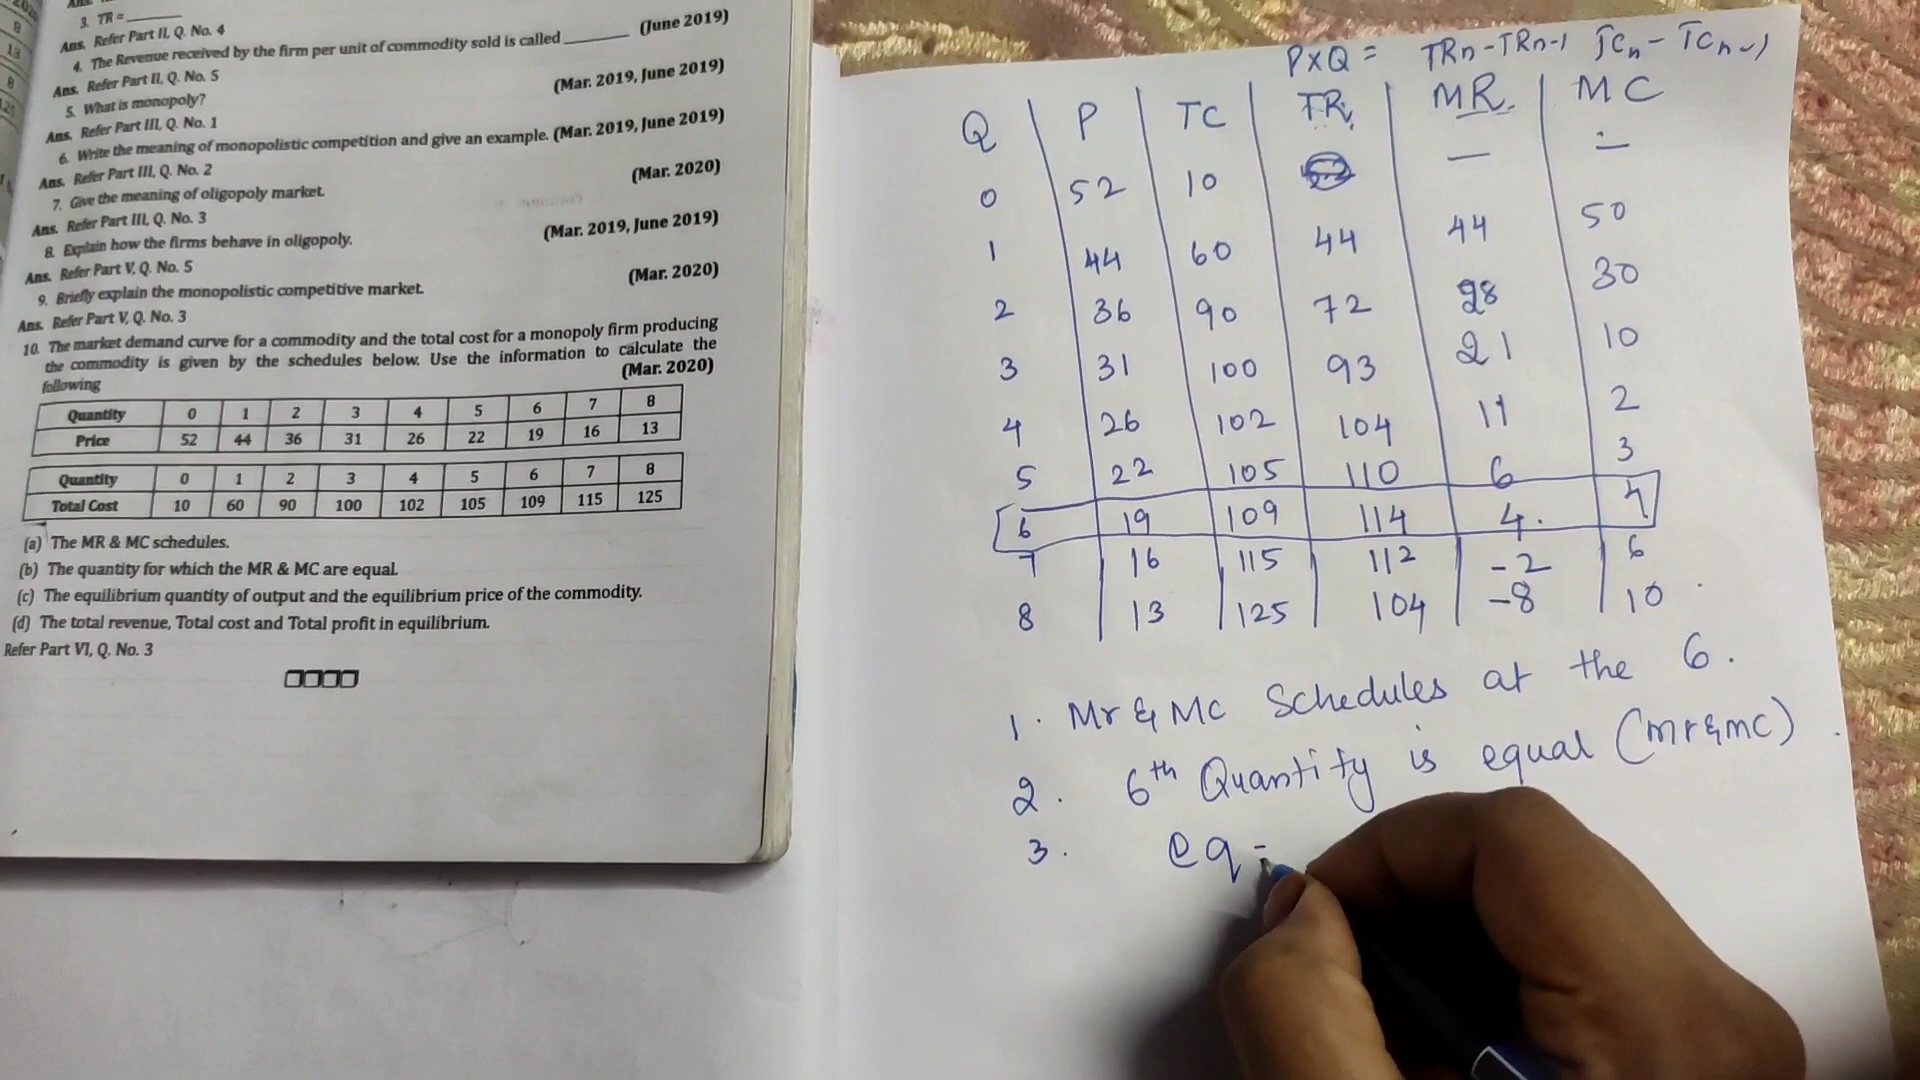 3. TR =
Ans. Refer Part II, Q. No. 4
4. The Revenue received by the firm per unit of commodity sold is called ________ (June 2019)
Ans. Refer Part II, Q. No. 5
5. What is monopoly? (Mar. 2019, June 2019)
Ans. Refer Part III, Q. No. 1
6. Write the meaning of monopolistic competition and give an example. (Mar. 2019, June 2019)
Ans. Refer Part III, Q. No. 2
7. Give the meaning of oligopoly market. (Mar. 2020)
Ans. Refer Part III, Q. No. 3
8. Explain how the firms behave in oligopoly. (Mar. 2019, June 2019)
Ans. Refer Part V, Q. No. 5
9. Briefly explain the monopolistic competitive market. (Mar. 2020)
Ans. Refer Part V, Q. No. 3
10. The market demand curve for a commodity and the total cost for a monopoly firm producing
the commodity is given by the schedules below. Use the information to calculate the
following (Mar. 2020)
Quantity 0 1 2 3 4 5 6 7 8
Price 52 44 36 31 26 22 19 16 13
Quantity 0 1 2 3 4 5 6 7 8
Total Cost 10 60 90 100 102 105 109 115 125
(a) The MR & MC schedules.
(b) The quantity for which the MR & MC are equal.
(c) The equilibrium quantity of output and the equilibrium price of the commodity.
(d) The total revenue, Total cost and Total profit in equilibrium.
Refer Part VI, Q. No. 3
P×Q = TRn-TRn-1 TCn-TCn-1
Q P TC TR MR MC
0 52 10 — —
1 44 60 44 44 50
2 36 90 72 28 30
3 31 100 93 21 10
4 26 102 104 11 2
5 22 105 110 6 3
6 19 109 114 4. 4
7 16 115 112 -2 6
8 13 125 104 -8 10
1. Mr & Mc Schedules at the 6.
2. 6th Quantity is equal (mr&mc).
3. eq